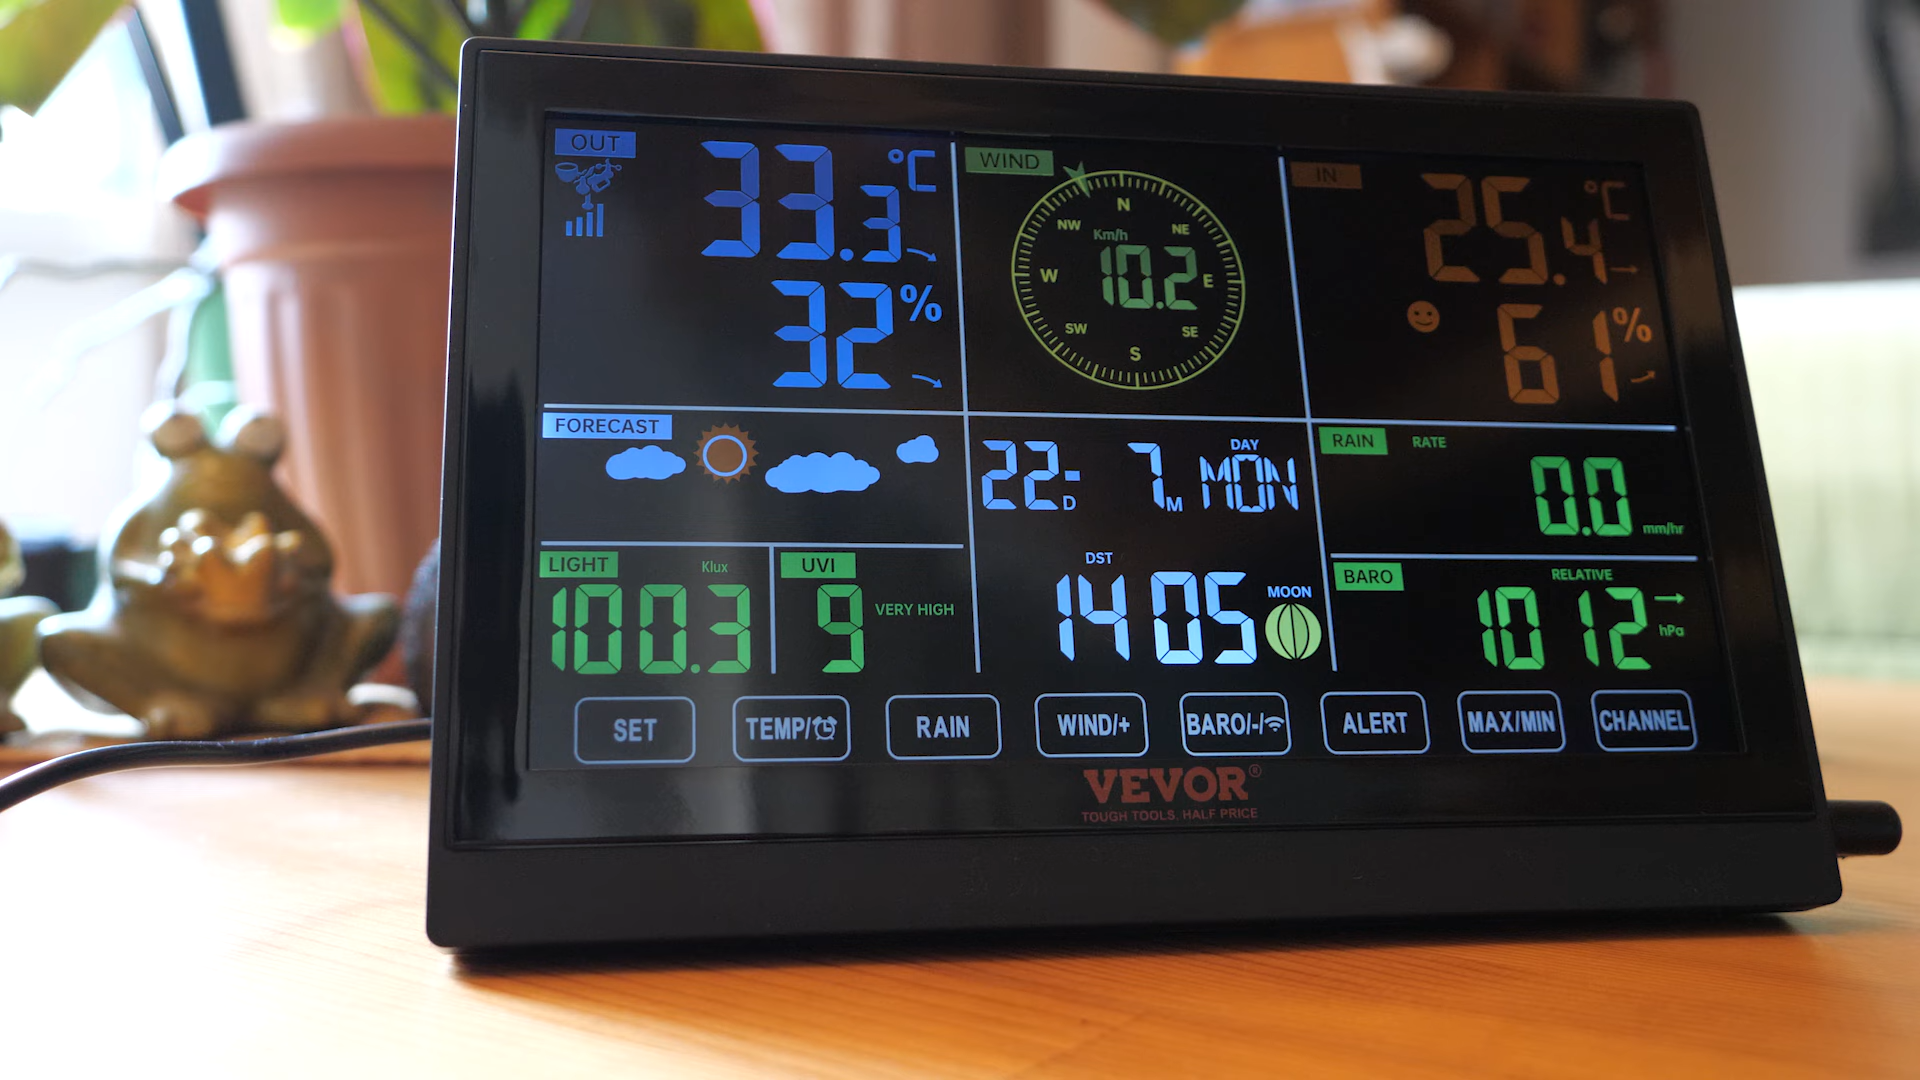 OUT
33.3 °C
32 %
WIND
N
NW NE
Km/h
10.2
W E
SW SE
S
IN
25.4 °C
61 %
FORECAST
22-D 7M DAY MON
RAIN RATE
0.0 mm/hr
LIGHT Klux
100.3
UVI
9 VERY HIGH
DST
14 05
MOON
BARO RELATIVE
1012 hPa
SET TEMP/ RAIN WIND/+ BARO/-/ ALERT MAX/MIN CHANNEL
VEVOR®
TOUGH TOOLS, HALF PRICE